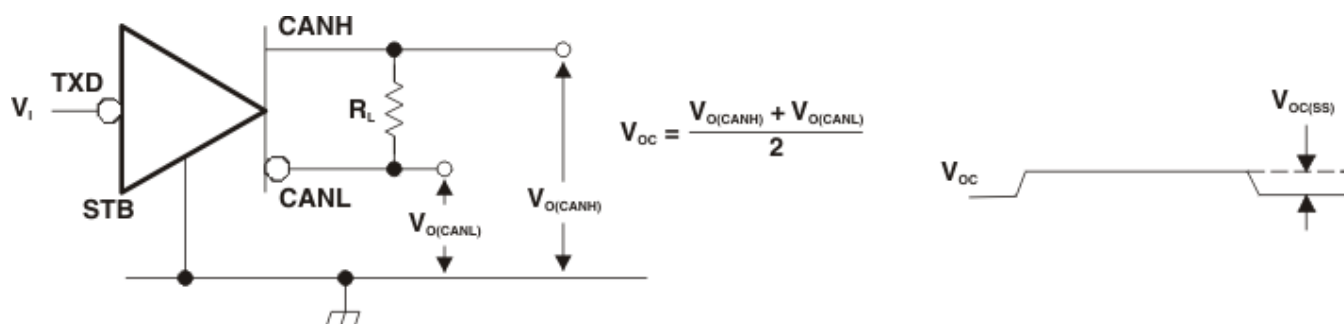 CANH
TXD
V_I
R_L
STB
CANL
V_O(CANL)
V_O(CANH)
V_OC = (V_O(CANH) + V_O(CANL)) / 2
V_OC(SS)
V_OC